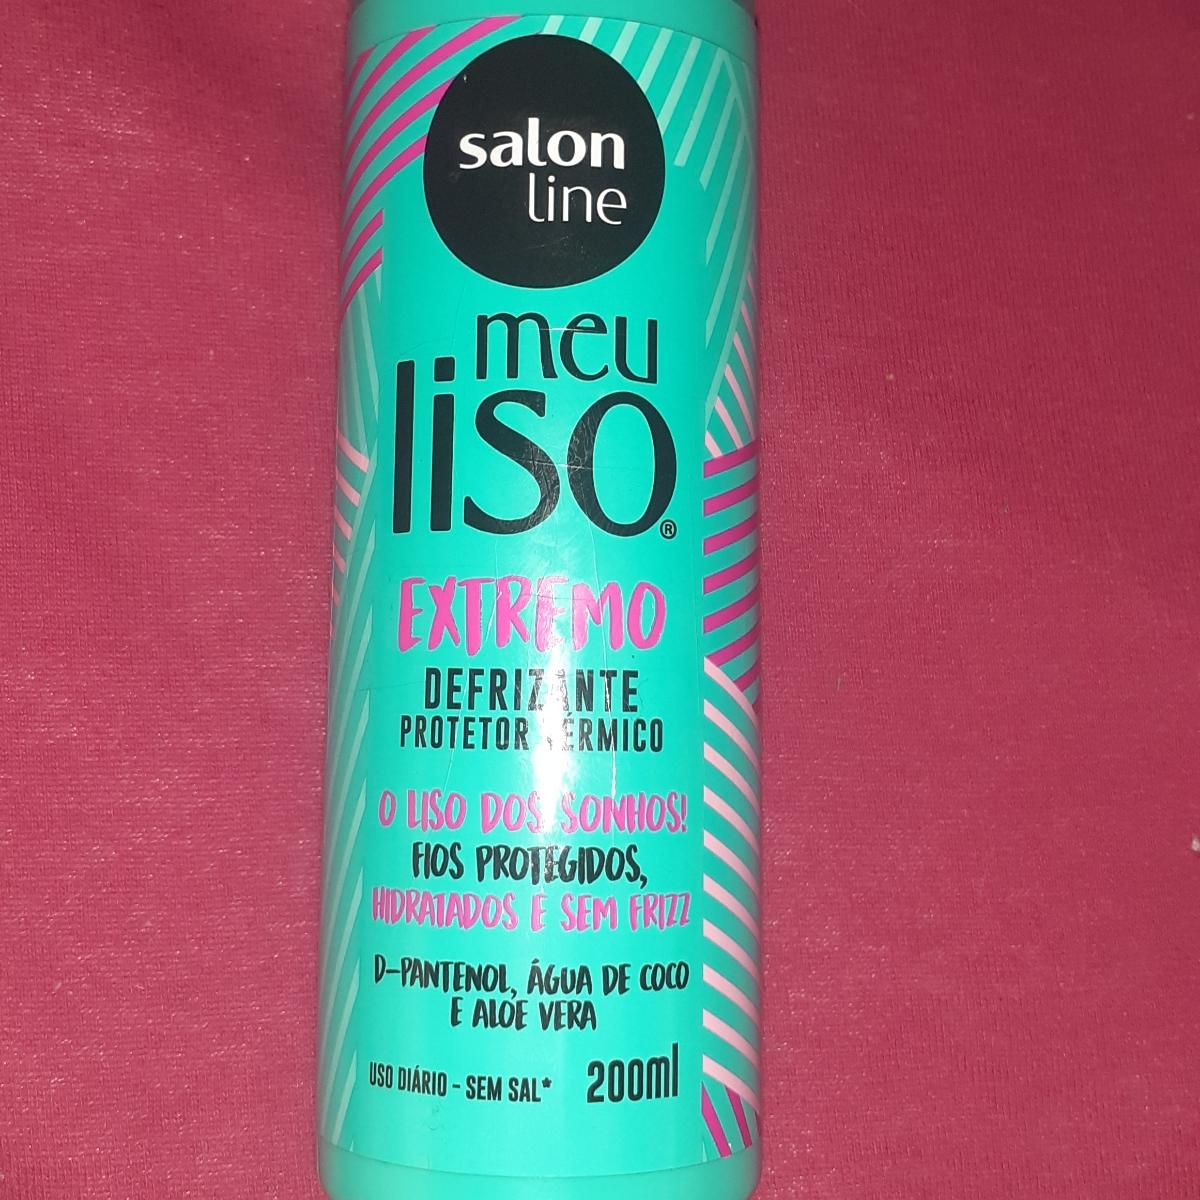 salon
line
meu
liso®
EXTREMO
DEFRIZANTE
PROTETOR TÉRMICO
O LISO DOS SONHOS!
FIOS PROTEGIDOS,
HIDRATADOS E SEM FRIZZ
D-PANTENOL, ÁGUA DE COCO
E ALOE VERA
USO DIÁRIO - SEM SAL* 200ml